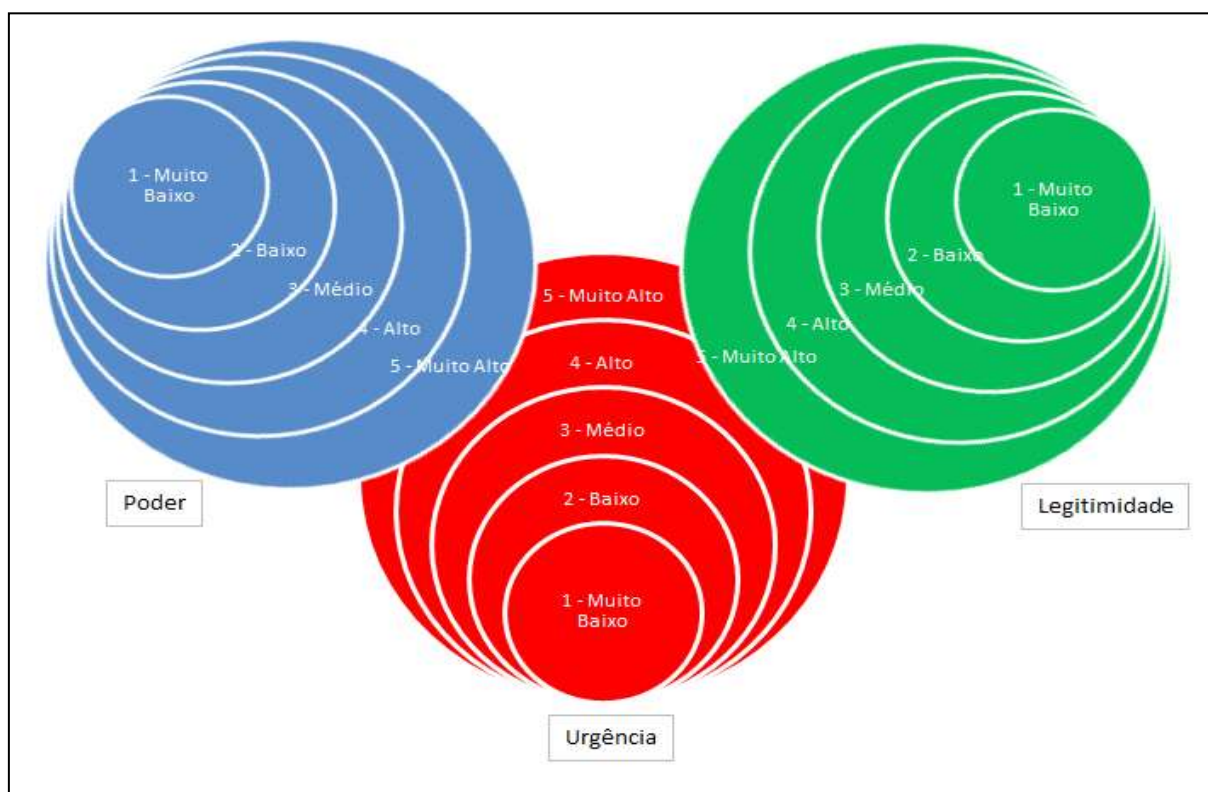 1 - Muito
Baixo
2 - Baixo
3 - Médio
4 - Alto
5 - Muito Alto
Poder
5 - Muito Alto
4 - Alto
3 - Médio
2 - Baixo
1 - Muito
Baixo
Urgência
1 - Muito
Baixo
2 - Baixo
3 - Médio
4 - Alto
5 - Muito Alto
Legitimidade